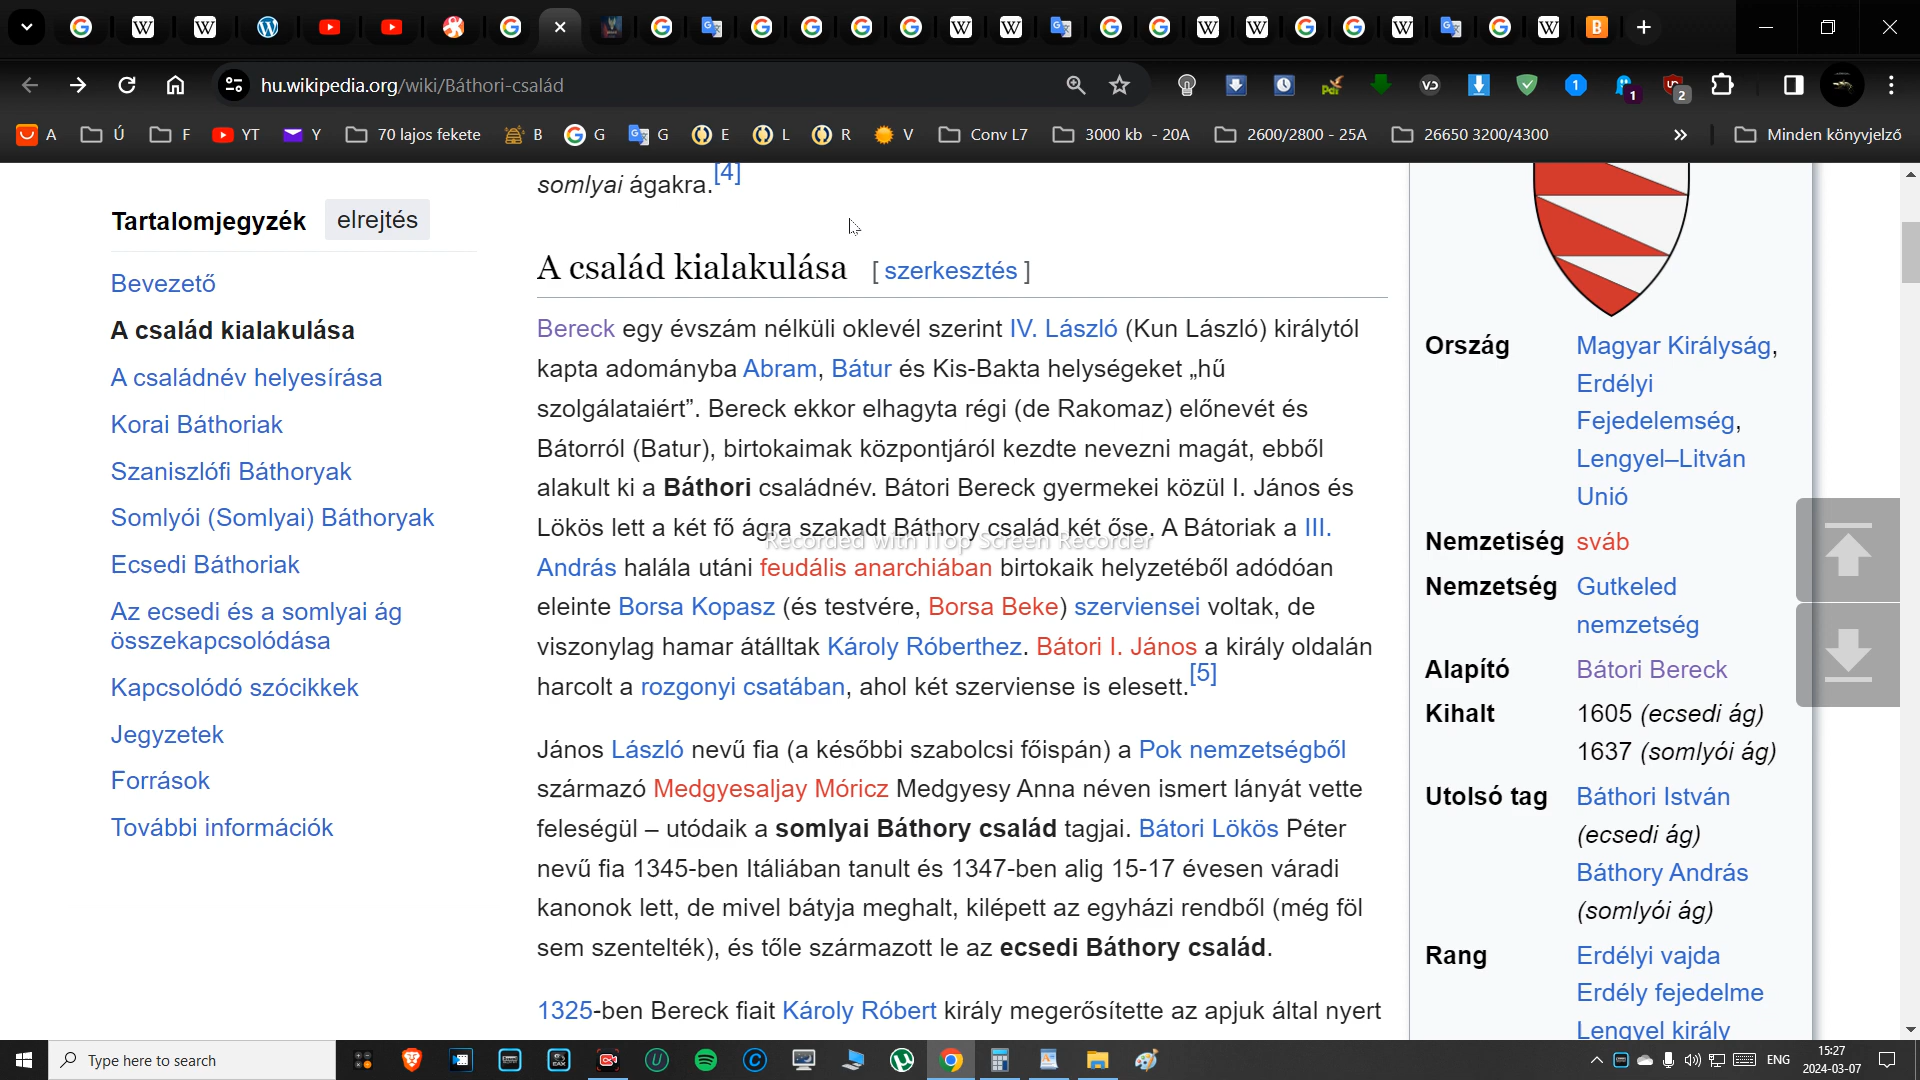 hu.wikipedia.org/wiki/Báthori-család
1
2
A
Ú
F
YT
Y
70 lajos fekete
B
G
G
E
L
R
V
Conv L7
3000 kb - 20A
2600/2800 - 25A
26650 3200/4300
»
Minden könyvjelző
Tartalomjegyzék elrejtés
Bevezető
A család kialakulása
A családnév helyesírása
Korai Báthoriak
Szaniszlófi Báthoryak
Somlyói (Somlyai) Báthoryak
Ecsedi Báthoriak
Az ecsedi és a somlyai ág
összekapcsolódása
Kapcsolódó szócikkek
Jegyzetek
Források
További információk
somlyai ágakra.[4]
A család kialakulása [ szerkesztés ]
Bereck egy évszám nélküli oklevél szerint IV. László (Kun László) királytól
kapta adományba Abram, Bátur és Kis-Bakta helységeket „hű
szolgálataiért”. Bereck ekkor elhagyta régi (de Rakomaz) előnevét és
Bátorról (Batur), birtokaimak központjáról kezdte nevezni magát, ebből
alakult ki a Báthori családnév. Bátori Bereck gyermekei közül I. János és
Lökös lett a két fő ágra szakadt Báthory család két őse. A Bátoriak a III.
Recorded with iTop Screen Recorder
András halála utáni feudális anarchiában birtokaik helyzetéből adódóan
eleinte Borsa Kopasz (és testvére, Borsa Beke) szerviensei voltak, de
viszonylag hamar átálltak Károly Róberthez. Bátori I. János a király oldalán
harcolt a rozgonyi csatában, ahol két szerviense is elesett.[5]
János László nevű fia (a későbbi szabolcsi főispán) a Pok nemzetségből
származó Medgyesaljay Móricz Medgyesy Anna néven ismert lányát vette
feleségül – utódaik a somlyai Báthory család tagjai. Bátori Lökös Péter
nevű fia 1345-ben Itáliában tanult és 1347-ben alig 15-17 évesen váradi
kanonok lett, de mivel bátyja meghalt, kilépett az egyházi rendből (még föl
sem szentelték), és tőle származott le az ecsedi Báthory család.
1325-ben Bereck fiait Károly Róbert király megerősítette az apjuk által nyert
Ország Magyar Királyság,
Erdélyi
Fejedelemség,
Lengyel–Litván
Unió
Nemzetiség sváb
Nemzetség Gutkeled
nemzetség
Alapító Bátori Bereck
Kihalt 1605 (ecsedi ág)
1637 (somlyói ág)
Utolsó tag Báthori István
(ecsedi ág)
Báthory András
(somlyói ág)
Rang Erdélyi vajda
Erdély fejedelme
Lengyel király
Type here to search
ENG
15:27
2024-03-07